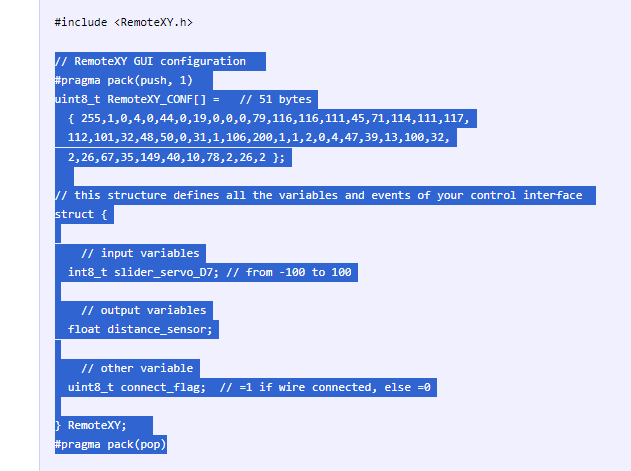 #include <RemoteXY.h>
// RemoteXY GUI configuration
#pragma pack(push, 1)
uint8_t RemoteXY_CONF[] =   // 51 bytes
  { 255,1,0,4,0,44,0,19,0,0,0,79,116,116,111,45,71,114,111,117,
  112,101,32,48,50,0,31,1,106,200,1,1,2,0,4,47,39,13,100,32,
  2,26,67,35,149,40,10,78,2,26,2 };
// this structure defines all the variables and events of your control interface
struct {
    // input variables
  int8_t slider_servo_D7; // from -100 to 100
    // output variables
  float distance_sensor;
    // other variable
  uint8_t connect_flag;  // =1 if wire connected, else =0
} RemoteXY;
#pragma pack(pop)